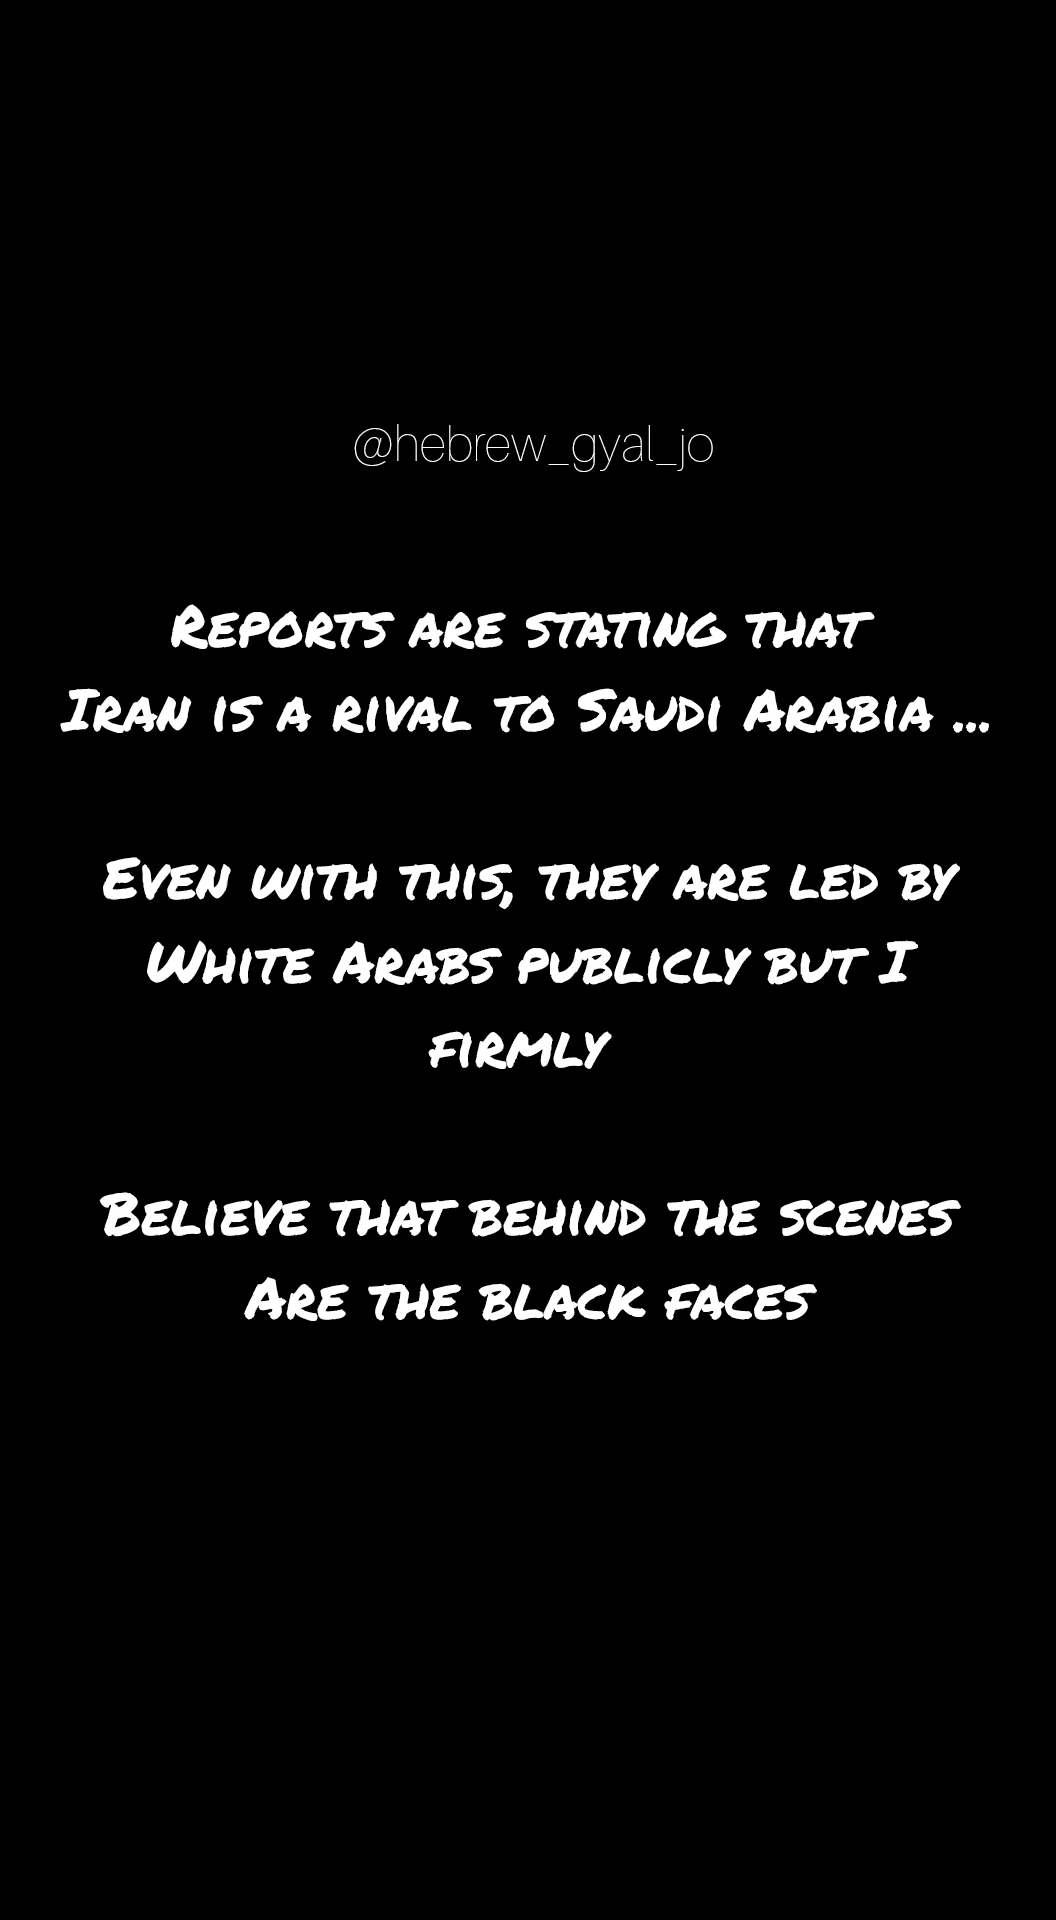 @hebrew_gyal_jo
Reports are stating that
Iran is a rival to Saudi Arabia ...
Even with this, they are led by
White Arabs publicly but I
firmly
Believe that behind the scenes
Are the black faces